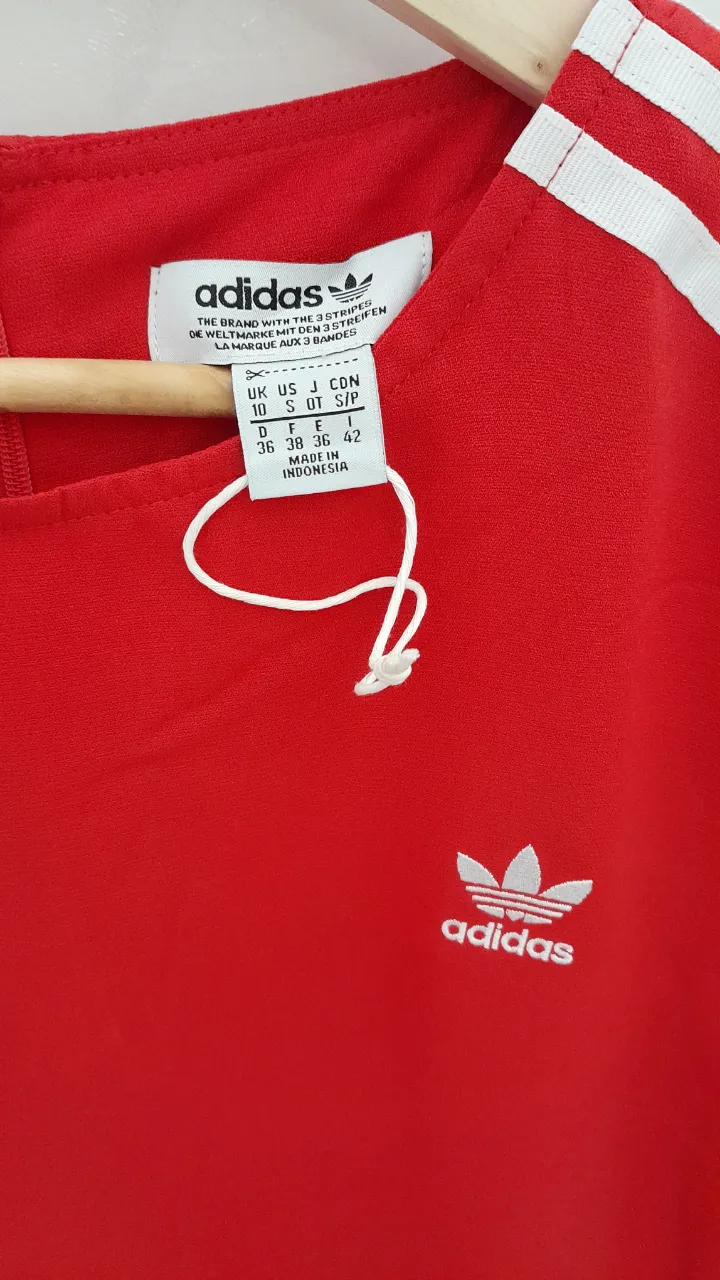 adidas
THE BRAND WITH THE 3 STRIPES
DIE WELTMARKE MIT DEN 3 STREIFEN
LA MARQUE AUX 3 BANDES
UK US J CDN
10 S OT S/P
D F E I
36 38 36 42
MADE IN
INDONESIA
adidas